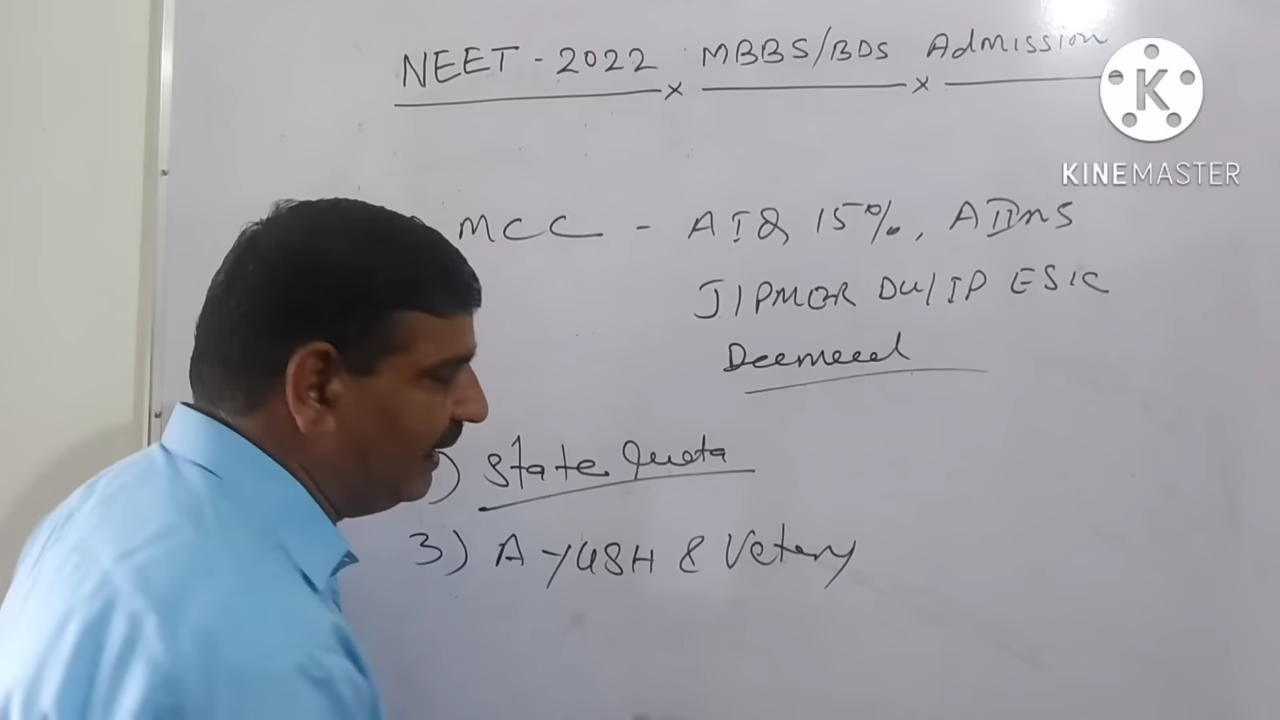 NEET - 2022 MBBS/BDS Admission
K
KINEMASTER
MCC - AIQ 15%, AIIMS
JIPMER DU/IP ESIC
Deemeed
) State Quota
3) AYUSH & Vetery